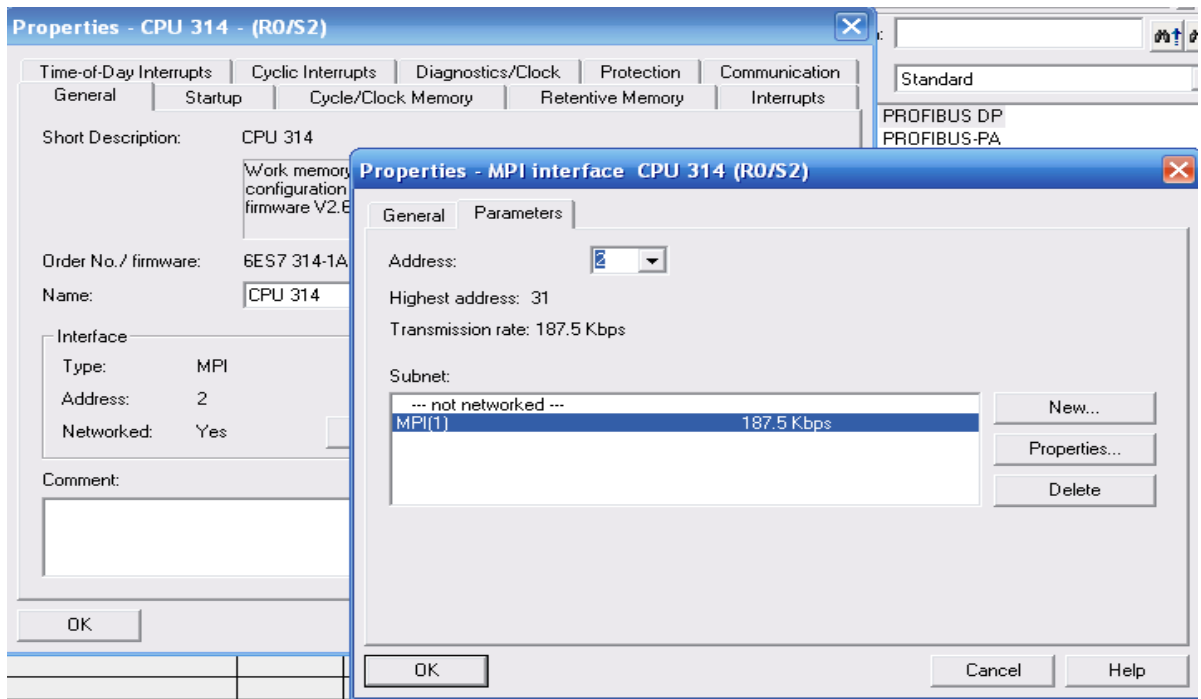 Properties - CPU 314 - (R0/S2)
Time-of-Day Interrupts
Cyclic Interrupts
Diagnostics/Clock
Protection
Communication
General
Startup
Cycle/Clock Memory
Retentive Memory
Interrupts
Short Description:
CPU 314
Work memory
configuration
firmware
Order No./ firmware:
6ES7 314-1A
Name:
CPU 314
Interface
Type:
MPI
Address:
2
Networked:
Yes
Comment:
OK
Standard
PROFIBUS DP
PROFIBUS-PA
Properties - MPI interface CPU 314 (R0/S2)
General
Parameters
Address:
2
Highest address: 31
Transmission rate: 187.5 Kbps
Subnet:
--- not networked ---
MPI(1) 187.5 Kbps
New...
Properties...
Delete
OK
Cancel
Help